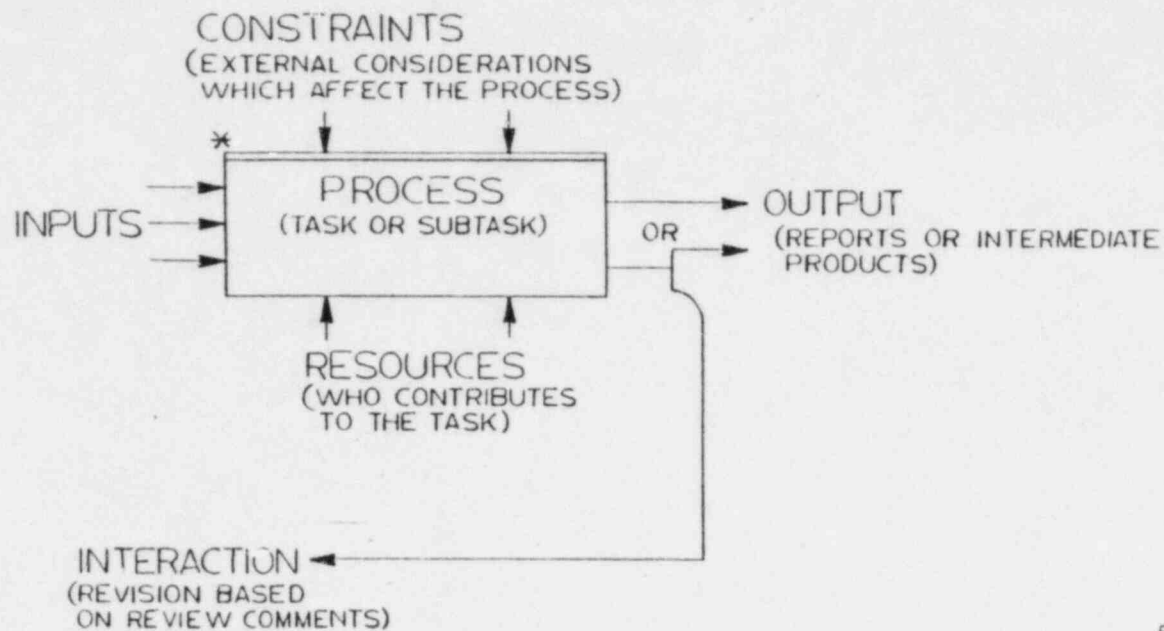 CONSTRAINTS
(EXTERNAL CONSIDERATIONS
WHICH AFFECT THE PROCESS)
*
PROCESS
(TASK OR SUBTASK)
INPUTS
OUTPUT
OR
(REPORTS OR INTERMEDIATE
PRODUCTS)
RESOURCES
(WHO CONTRIBUTES
TO THE TASK)
INTERACTION
(REVISION BASED
ON REVIEW COMMENTS)